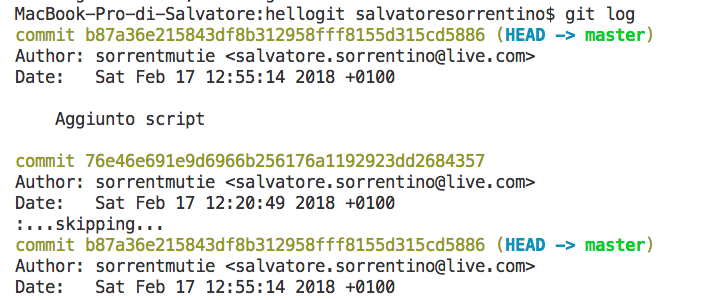 MacBook-Pro-di-Salvatore:hellogit salvatoresorrentino$ git log
commit b87a36e215843df8b312958fff8155d315cd5886 (HEAD -> master)
Author: sorrentmutie <salvatore.sorrentino@live.com>
Date:   Sat Feb 17 12:55:14 2018 +0100
    Aggiunto script
commit 76e46e691e9d6966b256176a1192923dd2684357
Author: sorrentmutie <salvatore.sorrentino@live.com>
Date:   Sat Feb 17 12:20:49 2018 +0100
:...skipping...
commit b87a36e215843df8b312958fff8155d315cd5886 (HEAD -> master)
Author: sorrentmutie <salvatore.sorrentino@live.com>
Date:   Sat Feb 17 12:55:14 2018 +0100